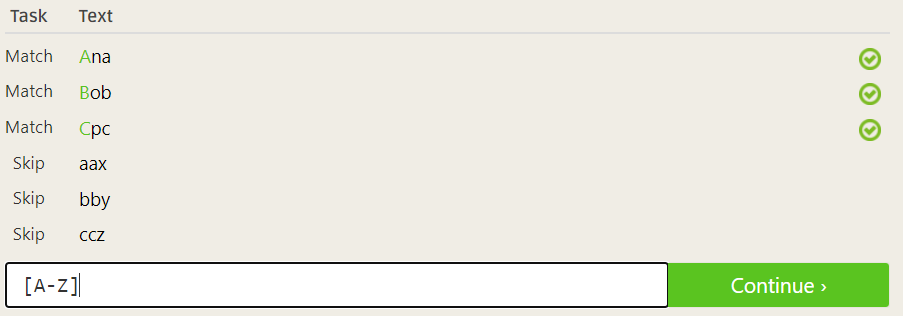 Task Text
Match Ana
Match Bob
Match Cpc
Skip aax
Skip bby
Skip ccz
[A-Z] Continue ›